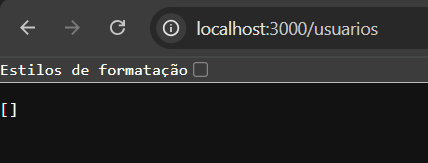 localhost:3000/usuarios
Estilos de formatação
[]